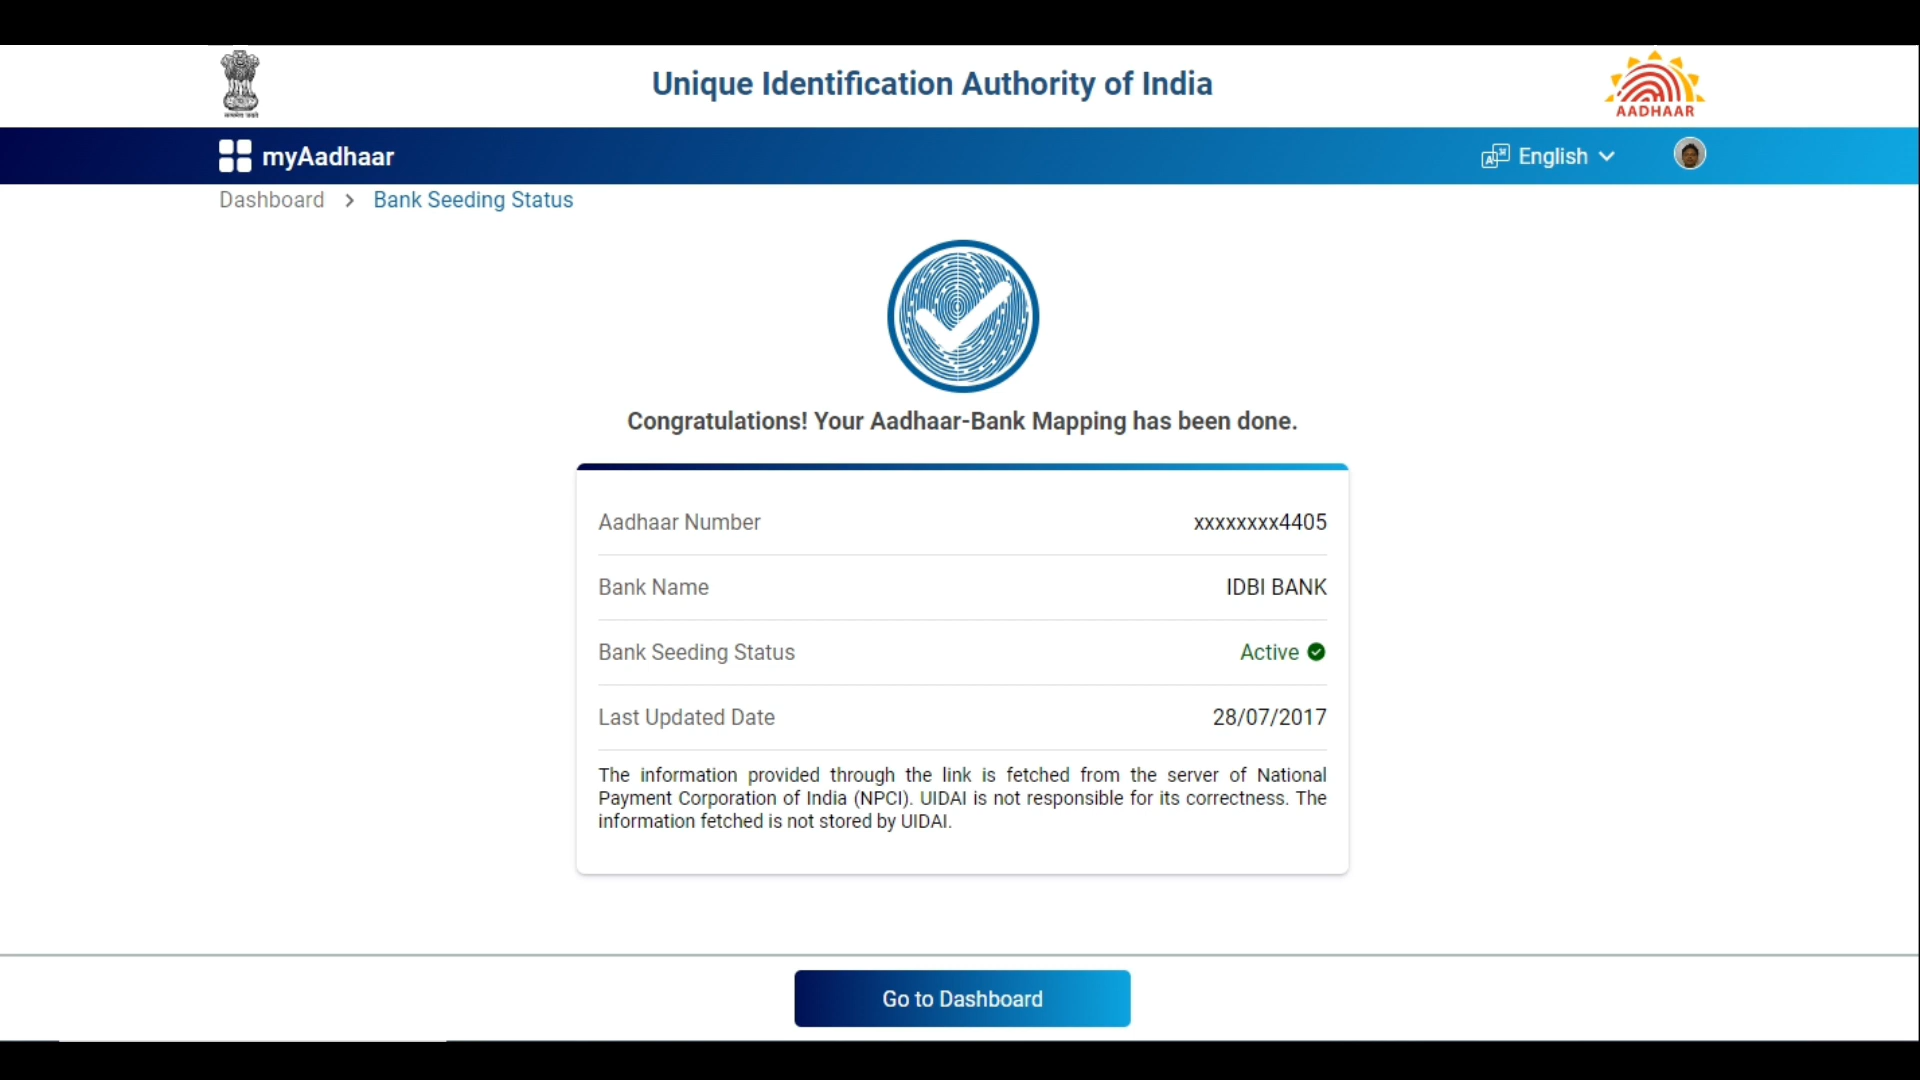 Unique Identification Authority of India
AADHAAR
myAadhaar
English
Dashboard > Bank Seeding Status
Congratulations! Your Aadhaar-Bank Mapping has been done.
Aadhaar Number xxxxxxxx4405
Bank Name IDBI BANK
Bank Seeding Status Active
Last Updated Date 28/07/2017
The information provided through the link is fetched from the server of National
Payment Corporation of India (NPCI). UIDAI is not responsible for its correctness. The
information fetched is not stored by UIDAI.
Go to Dashboard